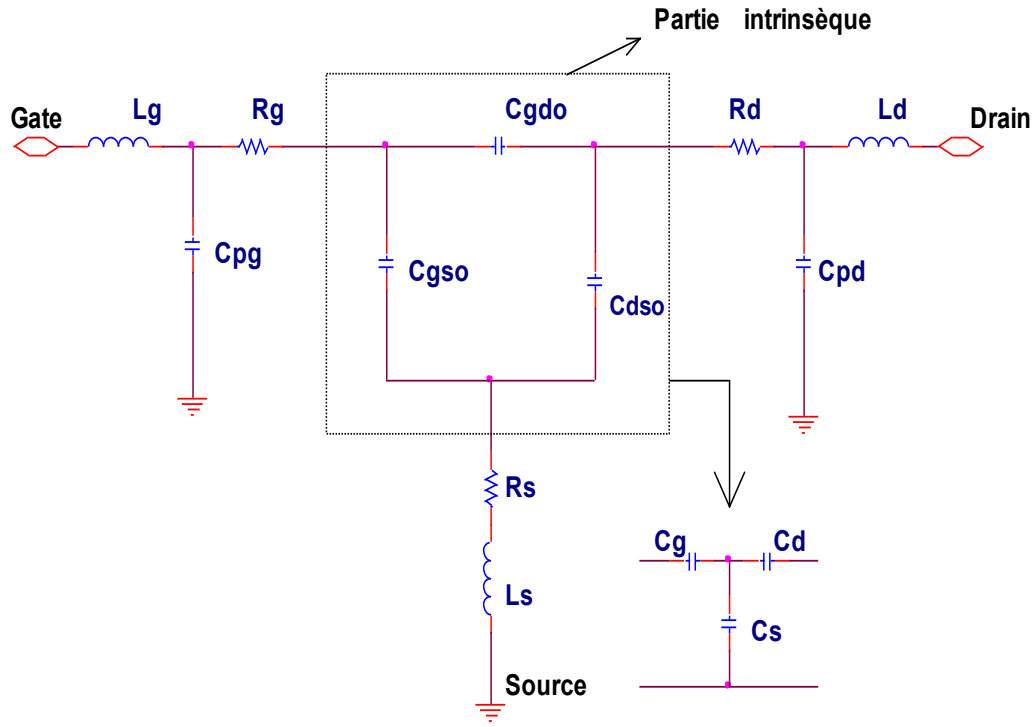 Partie intrinsèque
Gate
Lg
Rg
Cgdo
Rd
Ld
Drain
Cpg
Cgso
Cdso
Cpd
Rs
Ls
Source
Cg
Cd
Cs